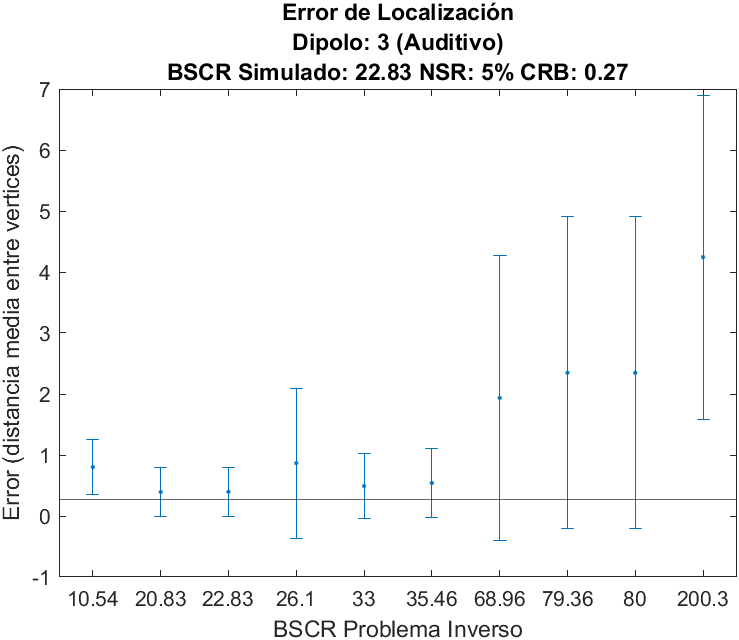 Error de Localización
Dipolo: 3 (Auditivo)
BSCR Simulado: 22.83 NSR: 5% CRB: 0.27
Error (distancia media entre vertices)
7
6
5
4
3
2
1
0
-1
10.54 20.83 22.83 26.1 33 35.46 68.96 79.36 80 200.3
BSCR Problema Inverso